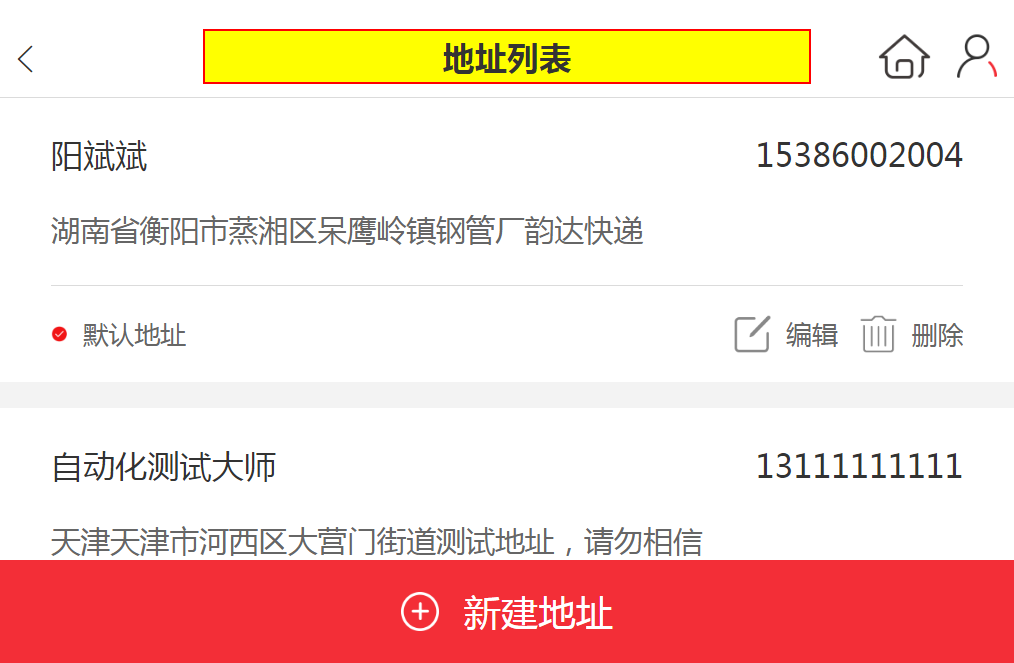 地址列表
阳斌斌 15386002004
湖南省衡阳市蒸湘区呆鹰岭镇钢管厂韵达快递
默认地址 编辑 删除
自动化测试大师 13111111111
天津天津市河西区大营门街道测试地址，请勿相信
新建地址